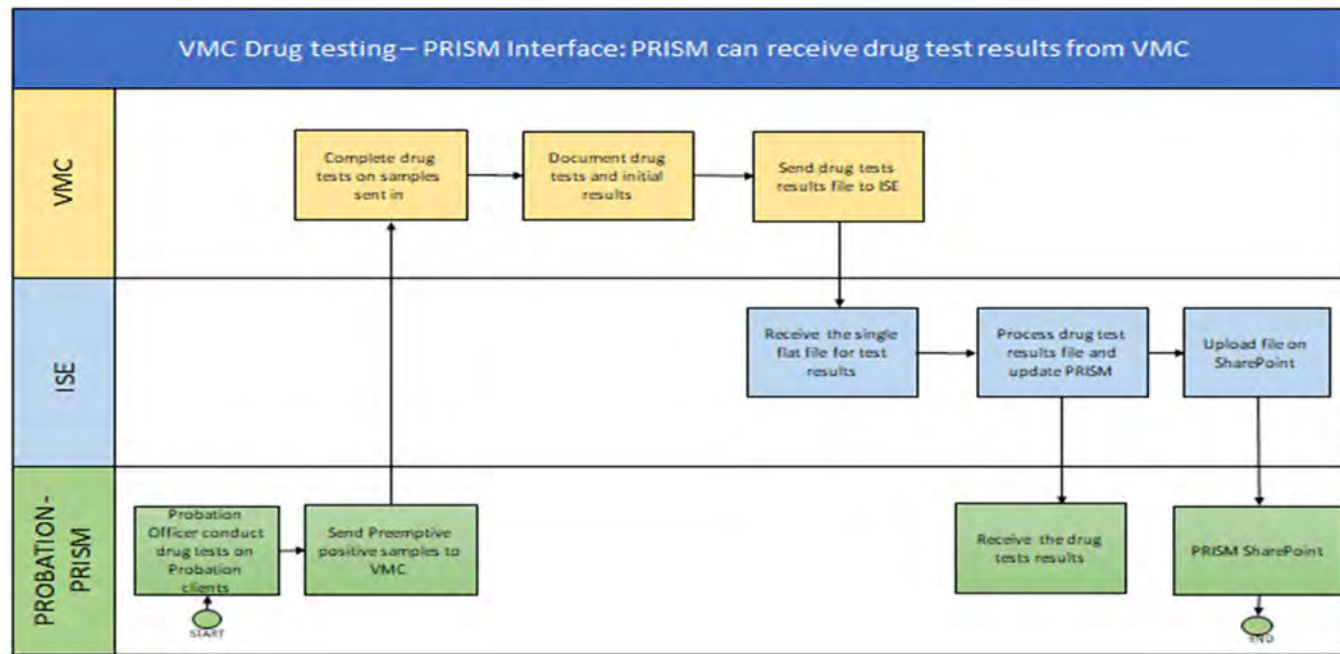 VMC Drug testing – PRISM Interface: PRISM can receive drug test results from VMC
VMC
Complete drug
tests on samples
sent in
Document drug
tests and initial
results
Send drug tests
results file to ISE
ISE
Receive the single
flat file for test
results
Process drug test
results file and
update PRISM
Upload file on
SharePoint
PROBATION-
PRISM
Probation
Officer conduct
drug tests on
Probation
clients
Send Preemptive
positive samples to
VMC
Receive the drug
tests results
PRISM SharePoint
START
END